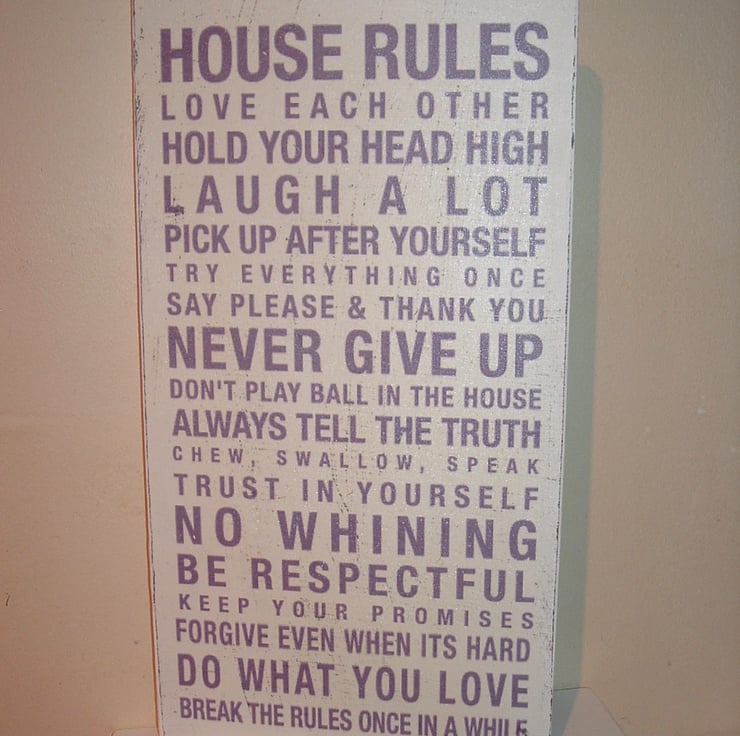 HOUSE RULES
LOVE EACH OTHER
HOLD YOUR HEAD HIGH
LAUGH A LOT
PICK UP AFTER YOURSELF
TRY EVERYTHING ONCE
SAY PLEASE & THANK YOU
NEVER GIVE UP
DON'T PLAY BALL IN THE HOUSE
ALWAYS TELL THE TRUTH
CHEW, SWALLOW, SPEAK
TRUST IN YOURSELF
NO WHINING
BE RESPECTFUL
KEEP YOUR PROMISES
FORGIVE EVEN WHEN ITS HARD
DO WHAT YOU LOVE
BREAK THE RULES ONCE IN A WHILE